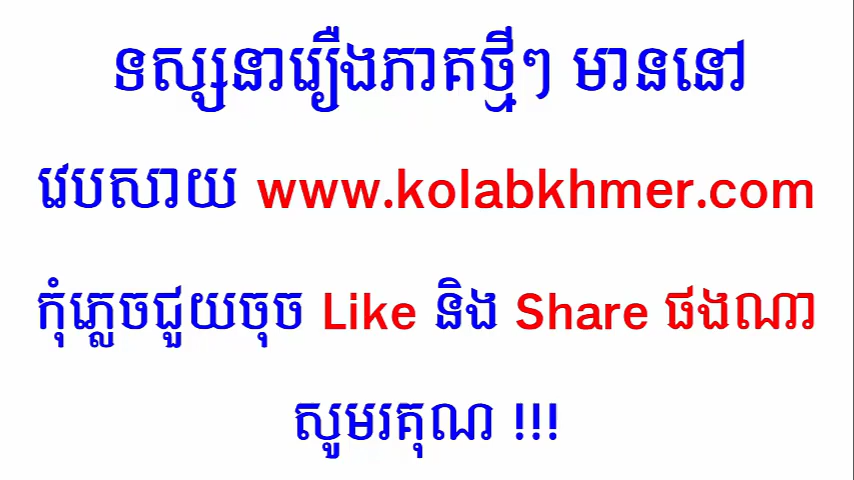 ទស្សនារឿងភាគថ្មីៗ មាននៅ
វេបសាយ www.kolabkhmer.com
កុំភ្លេចជួយចុច Like និង Share ផងណា
សូមរគុណ !!!